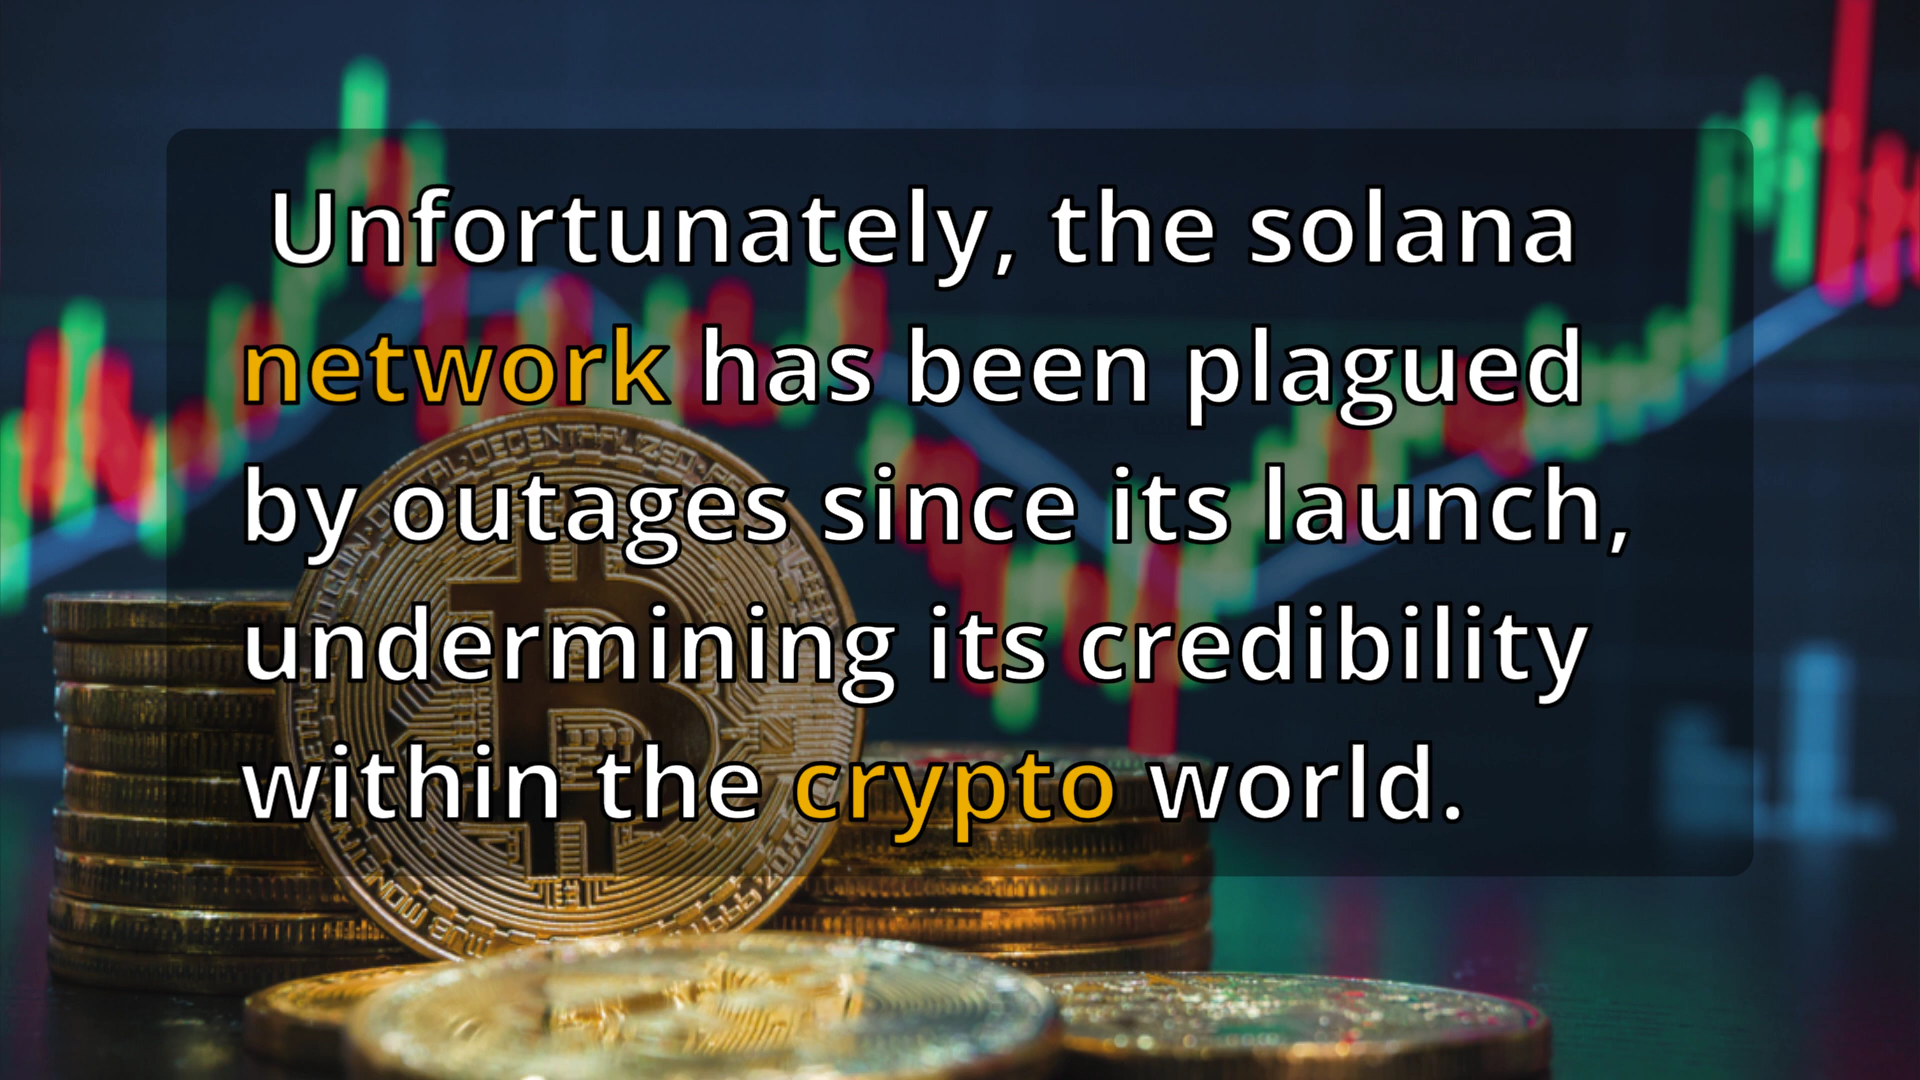 Unfortunately, the solana
network has been plagued
by outages since its launch,
undermining its credibility
within the crypto world.
DECENTRALIZED